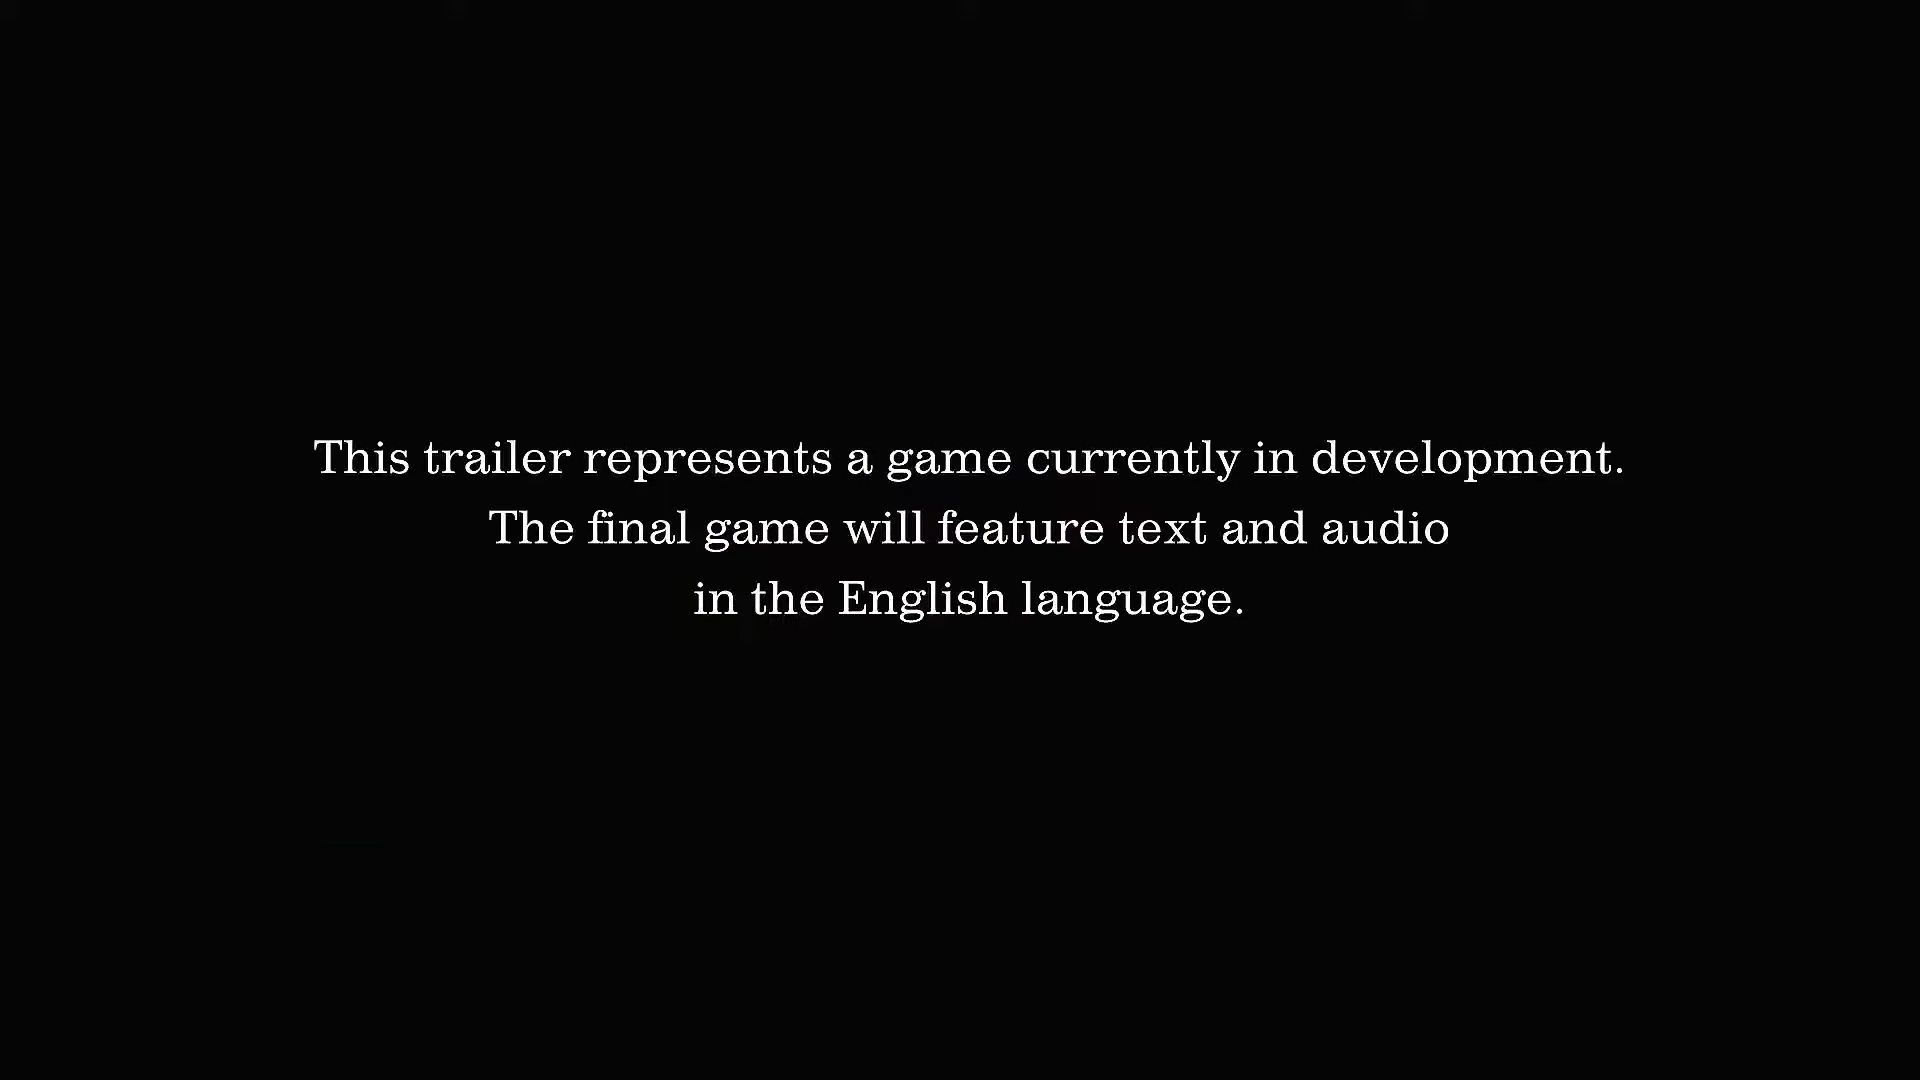 This trailer represents a game currently in development.
The final game will feature text and audio
in the English language.